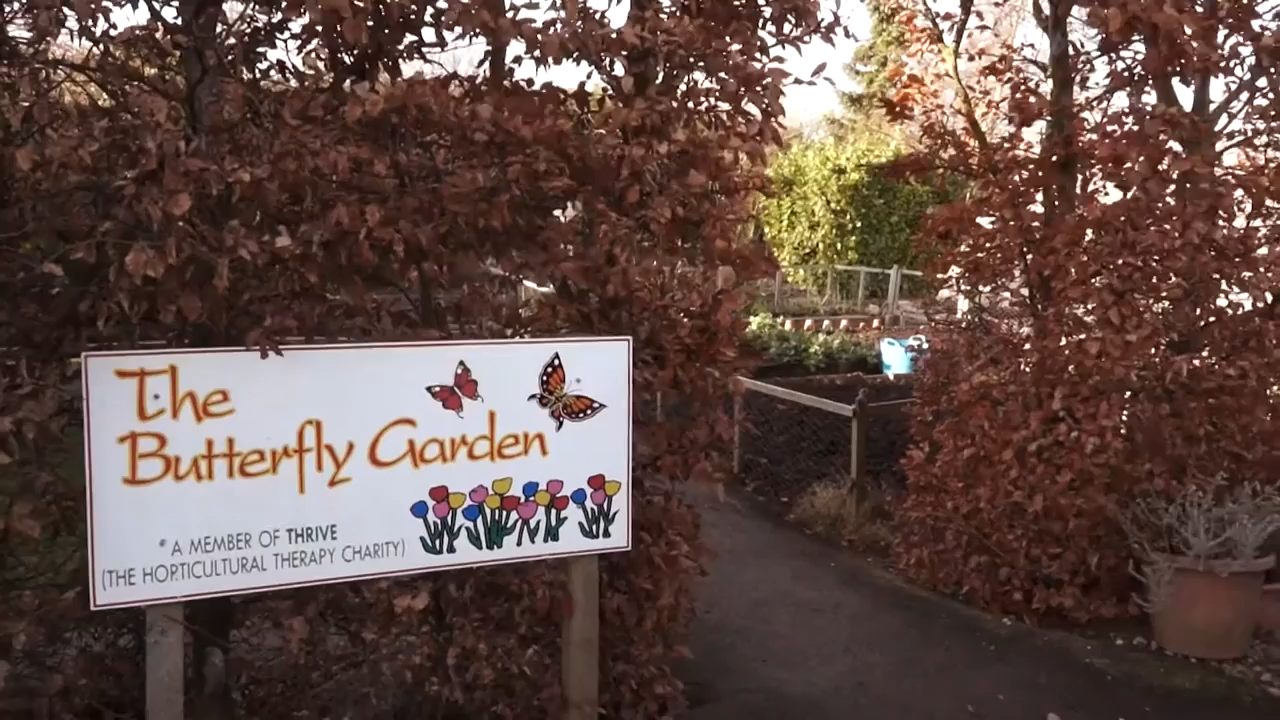 The
Butterfly Garden
* A MEMBER OF THRIVE
(THE HORTICULTURAL THERAPY CHARITY)